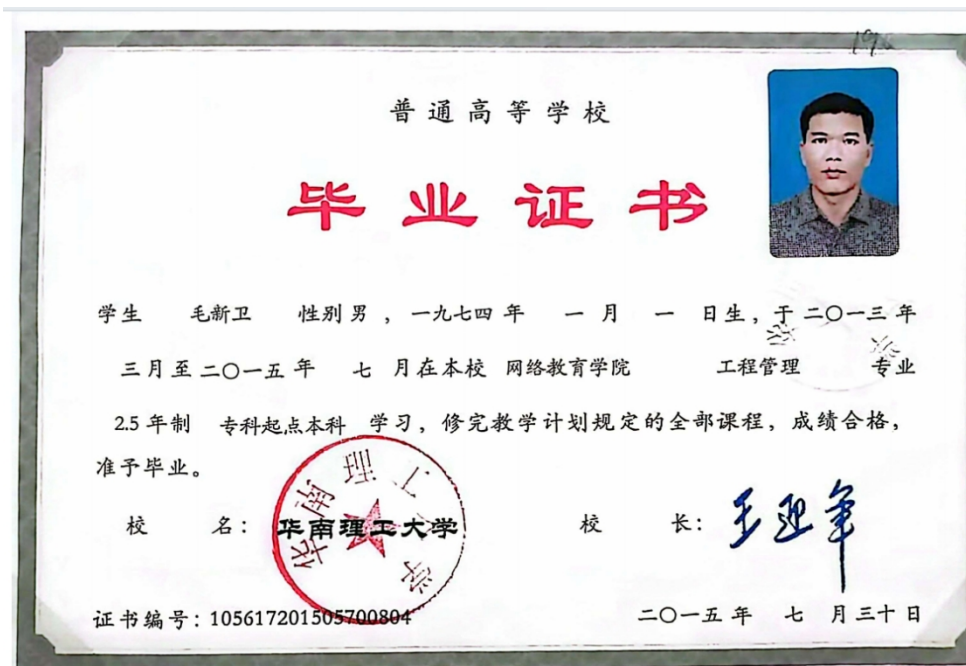 普通高等学校
毕业证书
学生 毛新卫 性别 男，一九七四 年 一 月 一 日生，于 二〇一三 年
三 月至 二〇一五 年 七 月在本校 网络教育学院 工程管理 专业
2.5 年制 专科起点本科 学习，修完教学计划规定的全部课程，成绩合格，
准予毕业。
校 名：华南理工大学 校 长：王迎军
证书编号：105617201505700804 二〇一五 年 七 月 三十 日